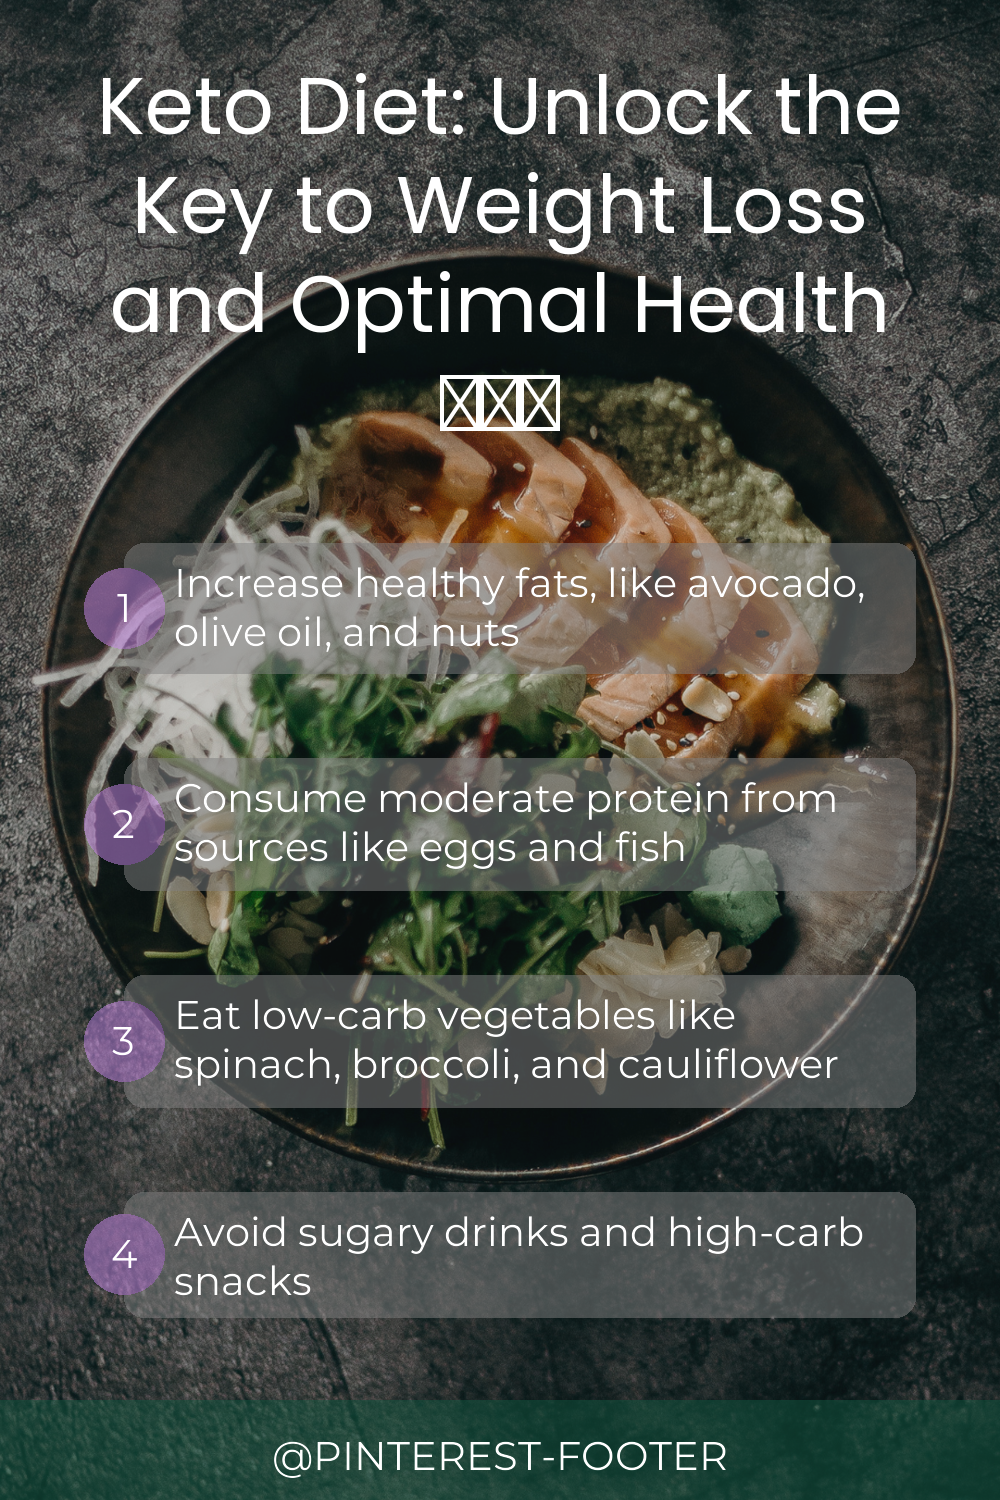 Keto Diet: Unlock the
Key to Weight Loss
and Optimal Health
1
Increase healthy fats, like avocado,
olive oil, and nuts
2
Consume moderate protein from
sources like eggs and fish
3
Eat low-carb vegetables like
spinach, broccoli, and cauliflower
4
Avoid sugary drinks and high-carb
snacks
@PINTEREST-FOOTER